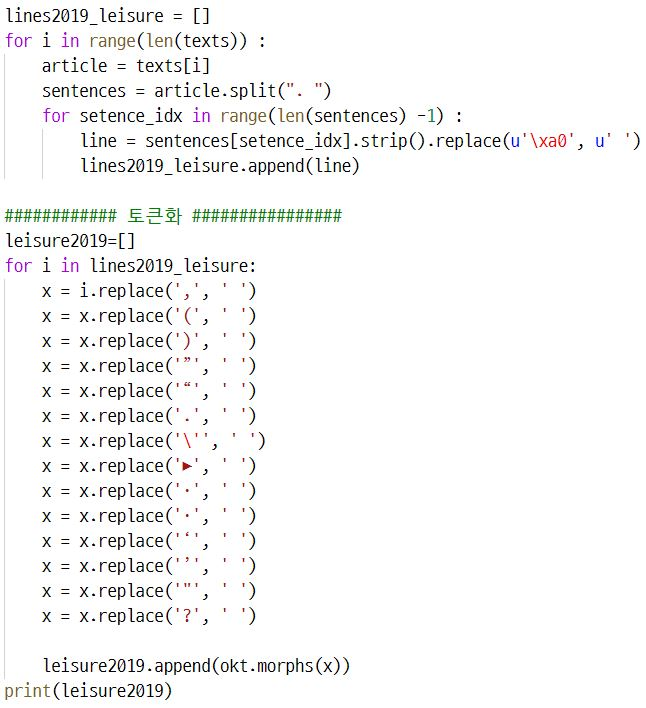 lines2019_leisure = []
for i in range(len(texts)) :
    article = texts[i]
    sentences = article.split(". ")
    for setence_idx in range(len(sentences) -1) :
        line = sentences[setence_idx].strip().replace(u'\xa0', u' ')
        lines2019_leisure.append(line)

############ 토큰화 ################
leisure2019=[]
for i in lines2019_leisure:
    x = i.replace(',', ' ')
    x = x.replace('(', ' ')
    x = x.replace(')', ' ')
    x = x.replace('”', ' ')
    x = x.replace('“', ' ')
    x = x.replace('.', ' ')
    x = x.replace('\'', ' ')
    x = x.replace('▶', ' ')
    x = x.replace('·', ' ')
    x = x.replace('·', ' ')
    x = x.replace('‘', ' ')
    x = x.replace('’', ' ')
    x = x.replace('"', ' ')
    x = x.replace('?', ' ')

    leisure2019.append(okt.morphs(x))
print(leisure2019)